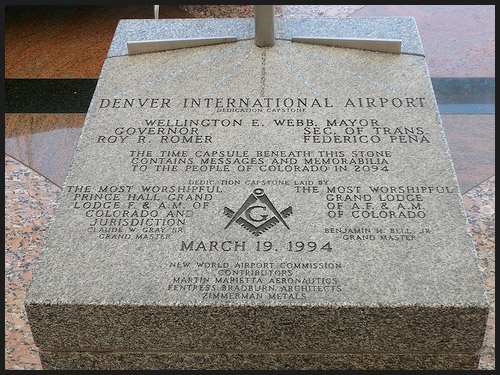 DENVER INTERNATIONAL AIRPORT
DEDICATION CAPSTONE
WELLINGTON E. WEBB, MAYOR
GOVERNOR
ROY R. ROMER
SEC. OF TRANS.
FEDERICO PEÑA
THE TIME CAPSULE BENEATH THIS STONE
CONTAINS MESSAGES AND MEMORABILIA
TO THE PEOPLE OF COLORADO IN 2094
DEDICATION CAPSTONE LAID BY
THE MOST WORSHIPFUL
PRINCE HALL GRAND
LODGE F. & A.M. OF
COLORADO AND
JURISDICTION
CLAUDE W. GRAY, SR.
GRAND MASTER
G
THE MOST WORSHIPFUL
GRAND LODGE
OF A.F. & A.M.
OF COLORADO
BENJAMIN H. BELL, JR.
GRAND MASTER
MARCH 19, 1994
NEW WORLD AIRPORT COMMISSION
CONTRIBUTORS
MARTIN MARIETTA AERONAUTICS
FENTRESS BRADBURN ARCHITECTS
ZIMMERMAN METALS